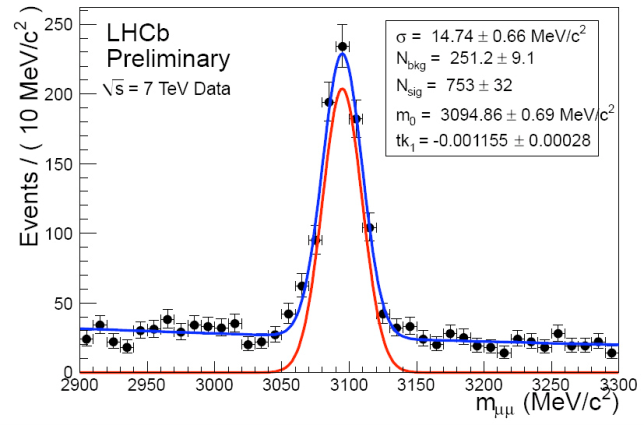 LHCb
Preliminary
√s = 7 TeV Data
σ = 14.74 ± 0.66 MeV/c²
N_bkg = 251.2 ± 9.1
N_sig = 753 ± 32
m₀ = 3094.86 ± 0.69 MeV/c²
tk₁ = -0.001155 ± 0.00028
Events / ( 10 MeV/c² )
250
200
150
100
50
0
2900 2950 3000 3050 3100 3150 3200 3250 3300
m_μμ (MeV/c²)